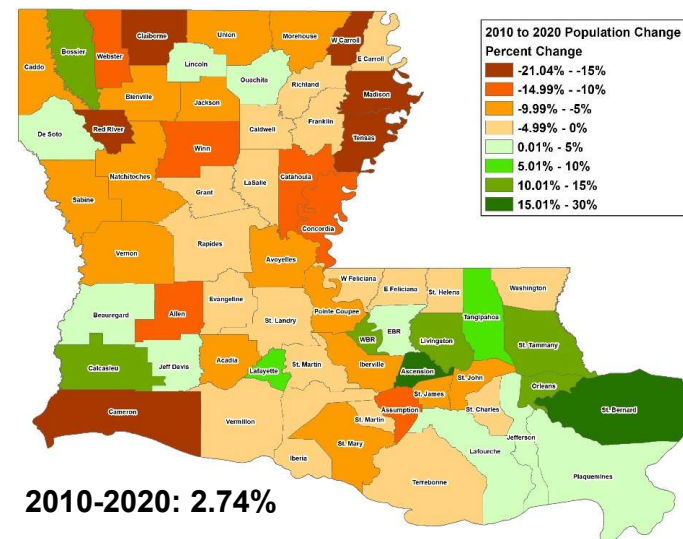 2010 to 2020 Population Change
Percent Change
-21.04% - -15%
-14.99% - -10%
-9.99% - -5%
-4.99% - 0%
0.01% - 5%
5.01% - 10%
10.01% - 15%
15.01% - 30%
Caddo
Bossier
Webster
Claiborne
Union
Morehouse
W Carroll
E Carroll
Lincoln
Ouachita
Richland
Madison
Bienville
Jackson
De Soto
Red River
Caldwell
Franklin
Tensas
Winn
Natchitoches
Catahoula
LaSalle
Sabine
Grant
Concordia
Vernon
Rapides
Avoyelles
W Feliciana
E Feliciana
St. Helena
Washington
Beauregard
Allen
Evangeline
St. Landry
Pointe Coupee
Tangipahoa
WBR
EBR
Livingston
St. Tammany
Calcasieu
Jeff Davis
Acadia
Lafayette
St. Martin
Iberville
Ascension
St. John
Orleans
St. James
Cameron
Vermilion
St. Martin
Assumption
St. Charles
St. Bernard
Iberia
St. Mary
Jefferson
Lafourche
Terrebonne
Plaquemines
2010-2020: 2.74%